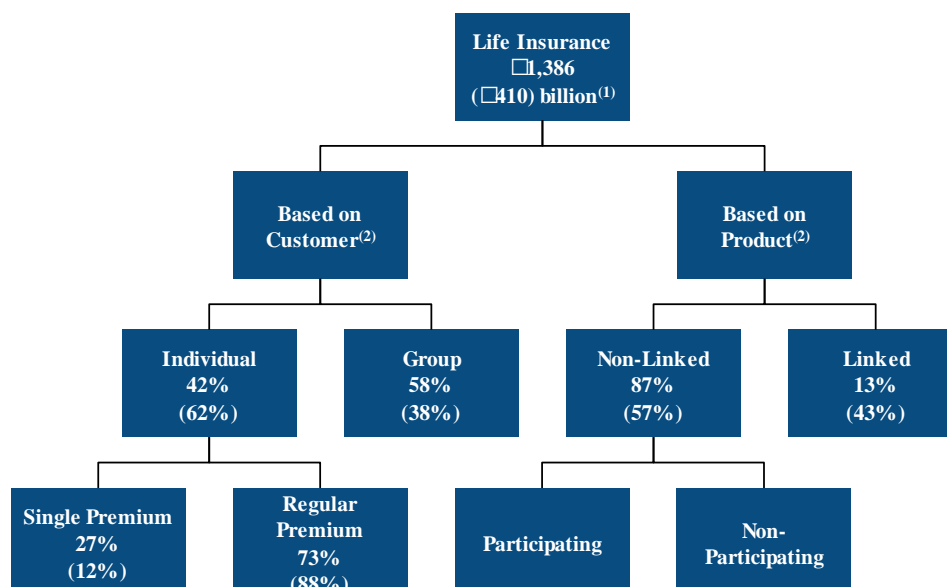 Life Insurance
□1,386
(□410) billion(1)
Based on
Customer(2)
Based on
Product(2)
Individual
42%
(62%)
Group
58%
(38%)
Non-Linked
87%
(57%)
Linked
13%
(43%)
Single Premium
27%
(12%)
Regular
Premium
73%
(88%)
Participating
Non-
Participating